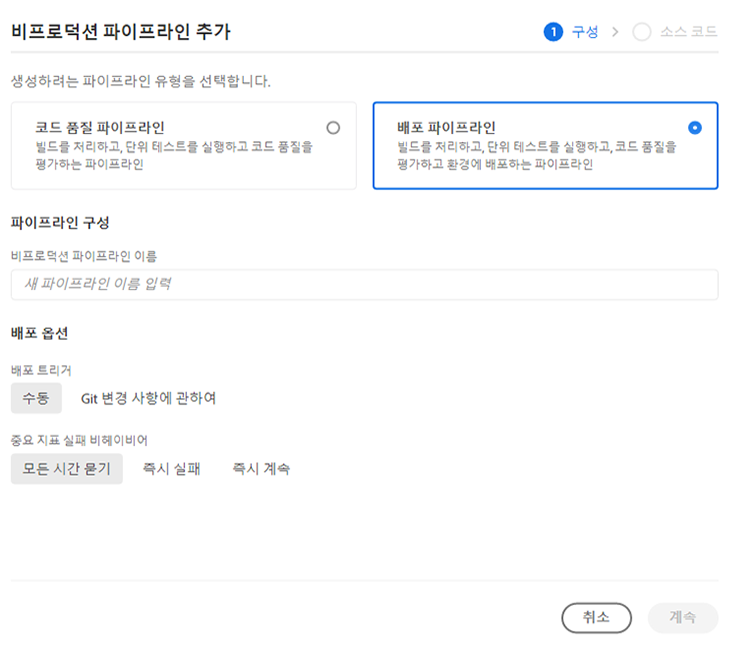 비프로덕션 파이프라인 추가
1 구성 > 소스 코드
생성하려는 파이프라인 유형을 선택합니다.
코드 품질 파이프라인
빌드를 처리하고, 단위 테스트를 실행하고 코드 품질을
평가하는 파이프라인
배포 파이프라인
빌드를 처리하고, 단위 테스트를 실행하고, 코드 품질을
평가하고 환경에 배포하는 파이프라인
파이프라인 구성
비프로덕션 파이프라인 이름
새 파이프라인 이름 입력
배포 옵션
배포 트리거
수동 Git 변경 사항에 관하여
중요 지표 실패 비헤이비어
모든 시간 묻기 즉시 실패 즉시 계속
취소 계속